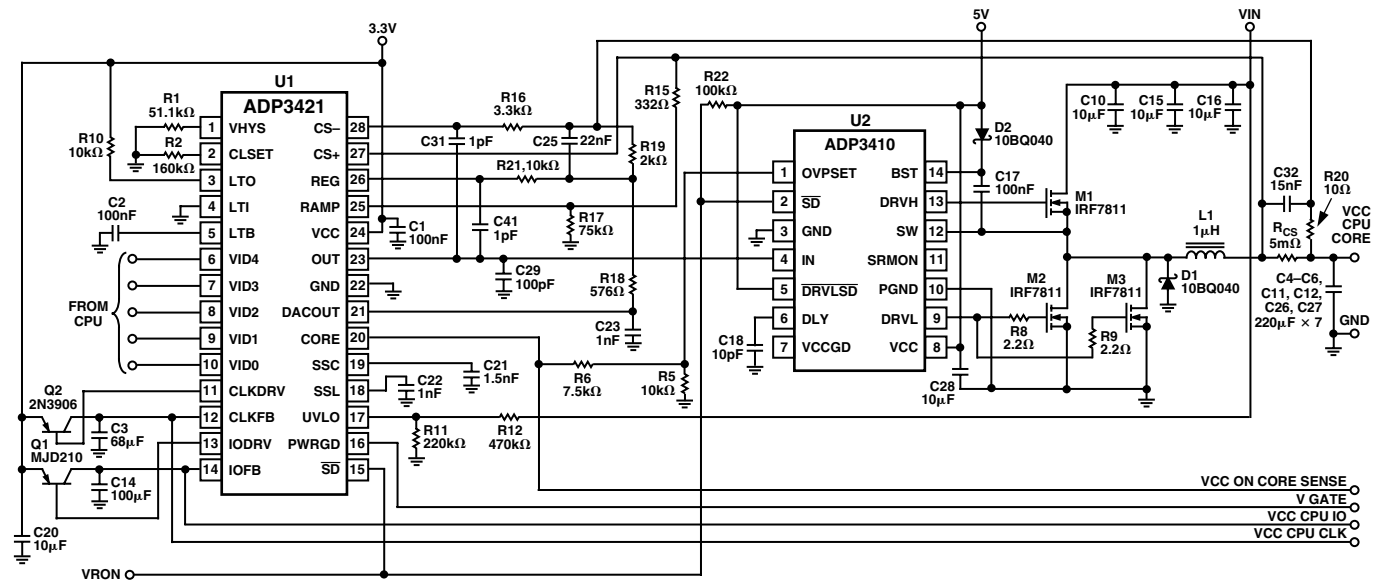 3.3V
5V
VIN
U1
ADP3421
R1
51.1kΩ
R2
160kΩ
R10
10kΩ
C2
100nF
FROM
CPU
1 VHYS
2 CLSET
3 LTO
4 LTI
5 LTB
6 VID4
7 VID3
8 VID2
9 VID1
10 VID0
11 CLKDRV
12 CLKFB
13 IODRV
14 IOFB
CS– 28
CS+ 27
REG 26
RAMP 25
VCC 24
OUT 23
GND 22
DACOUT 21
CORE 20
SSC 19
SSL 18
UVLO 17
PWRGD 16
SD 15
Q2
2N3906
C3
68μF
Q1
MJD210
C14
100μF
C20
10μF
VRON
R16
3.3kΩ
C31
1pF
C25
22nF
R21,10kΩ
C41
1pF
R17
75kΩ
C1
100nF
C29
100pF
R15
332Ω
R19
2kΩ
R18
576Ω
C23
1nF
C21
1.5nF
C22
1nF
R11
220kΩ
R12
470kΩ
R6
7.5kΩ
R5
10kΩ
R22
100kΩ
U2
ADP3410
1 OVPSET
2 SD
3 GND
4 IN
5 DRVLSD
6 DLY
7 VCCGD
BST 14
DRVH 13
SW 12
SRMON 11
PGND 10
DRVL 9
VCC 8
C18
10pF
C28
10μF
D2
10BQ040
C17
100nF
C10
10μF
C15
10μF
C16
10μF
M1
IRF7811
M2
IRF7811
M3
IRF7811
R8
2.2Ω
R9
2.2Ω
D1
10BQ040
L1
1μH
C32
15nF
R20
10Ω
RCS
5mΩ
VCC
CPU
CORE
C4–C6,
C11, C12,
C26, C27
220μF × 7
GND
VCC ON CORE SENSE
V GATE
VCC CPU IO
VCC CPU CLK